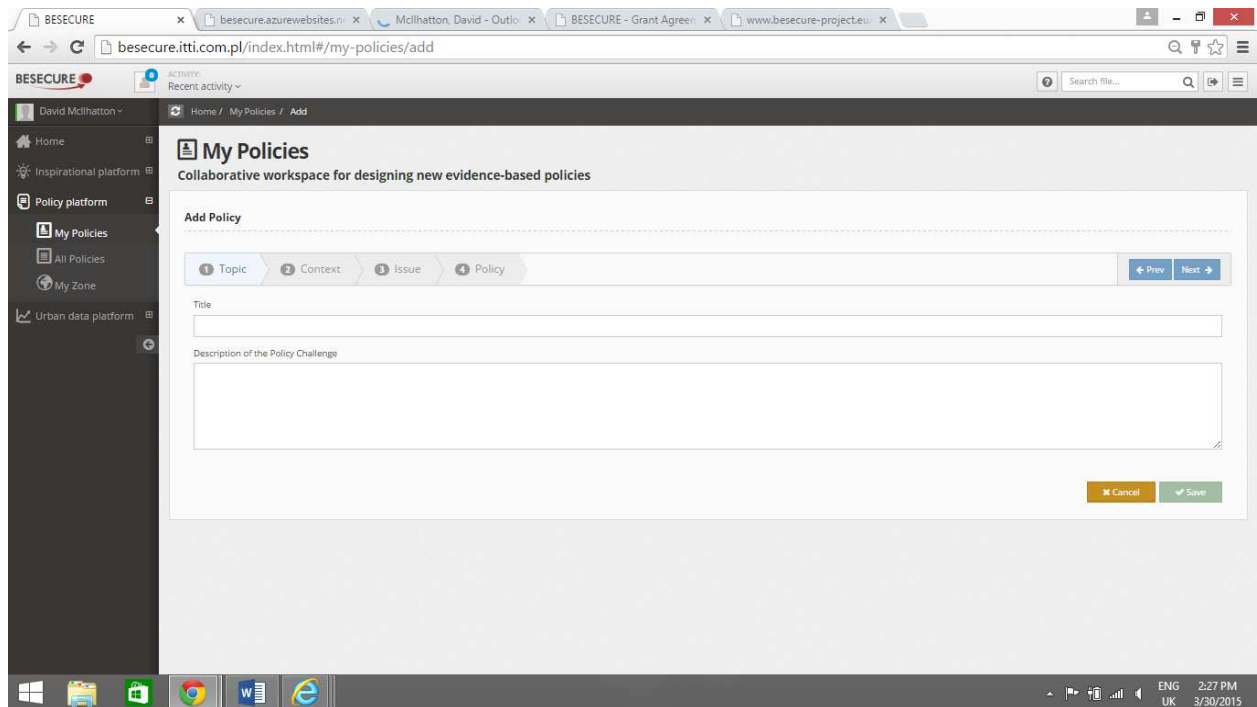 BESECURE
besecure.azurewebsites.n
McIlhatton, David - Outlo
BESECURE - Grant Agreem
www.besecure-project.eu
besecure.itti.com.pl/index.html#/my-policies/add
BESECURE
0
ACTIVITE:
Recent activity
Search file...
David McIlhatton
Home / My Policies / Add
Home
Inspirational platform
Policy platform
My Policies
All Policies
My Zone
Urban data platform
My Policies
Collaborative workspace for designing new evidence-based policies
Add Policy
1 Topic
2 Context
3 Issue
4 Policy
Prev
Next
Title
Description of the Policy Challenge
Cancel
Save
ENG
UK
2:27 PM
3/30/2015